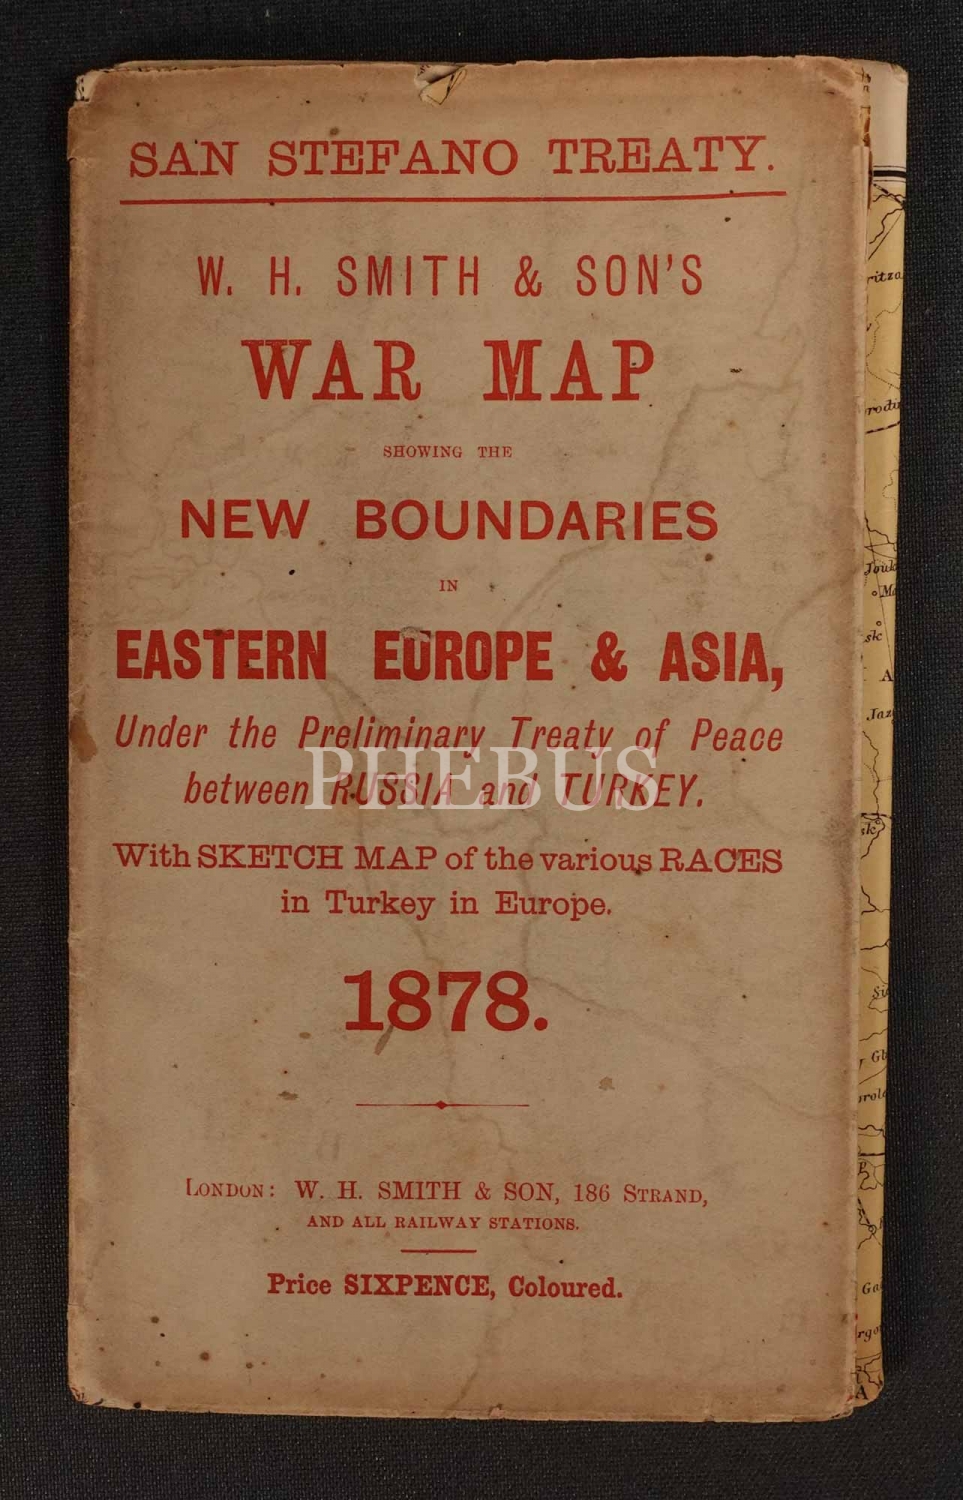 SAN STEFANO TREATY.
W. H. SMITH & SON'S
WAR MAP
SHOWING THE
NEW BOUNDARIES
IN
EASTERN EUROPE & ASIA,
Under the Preliminary Treaty of Peace
between RUSSIA and TURKEY.
PHEBUS
With SKETCH MAP of the various RACES
in Turkey in Europe.
1878.
LONDON: W. H. SMITH & SON, 186 STRAND,
AND ALL RAILWAY STATIONS.
Price SIXPENCE, Coloured.